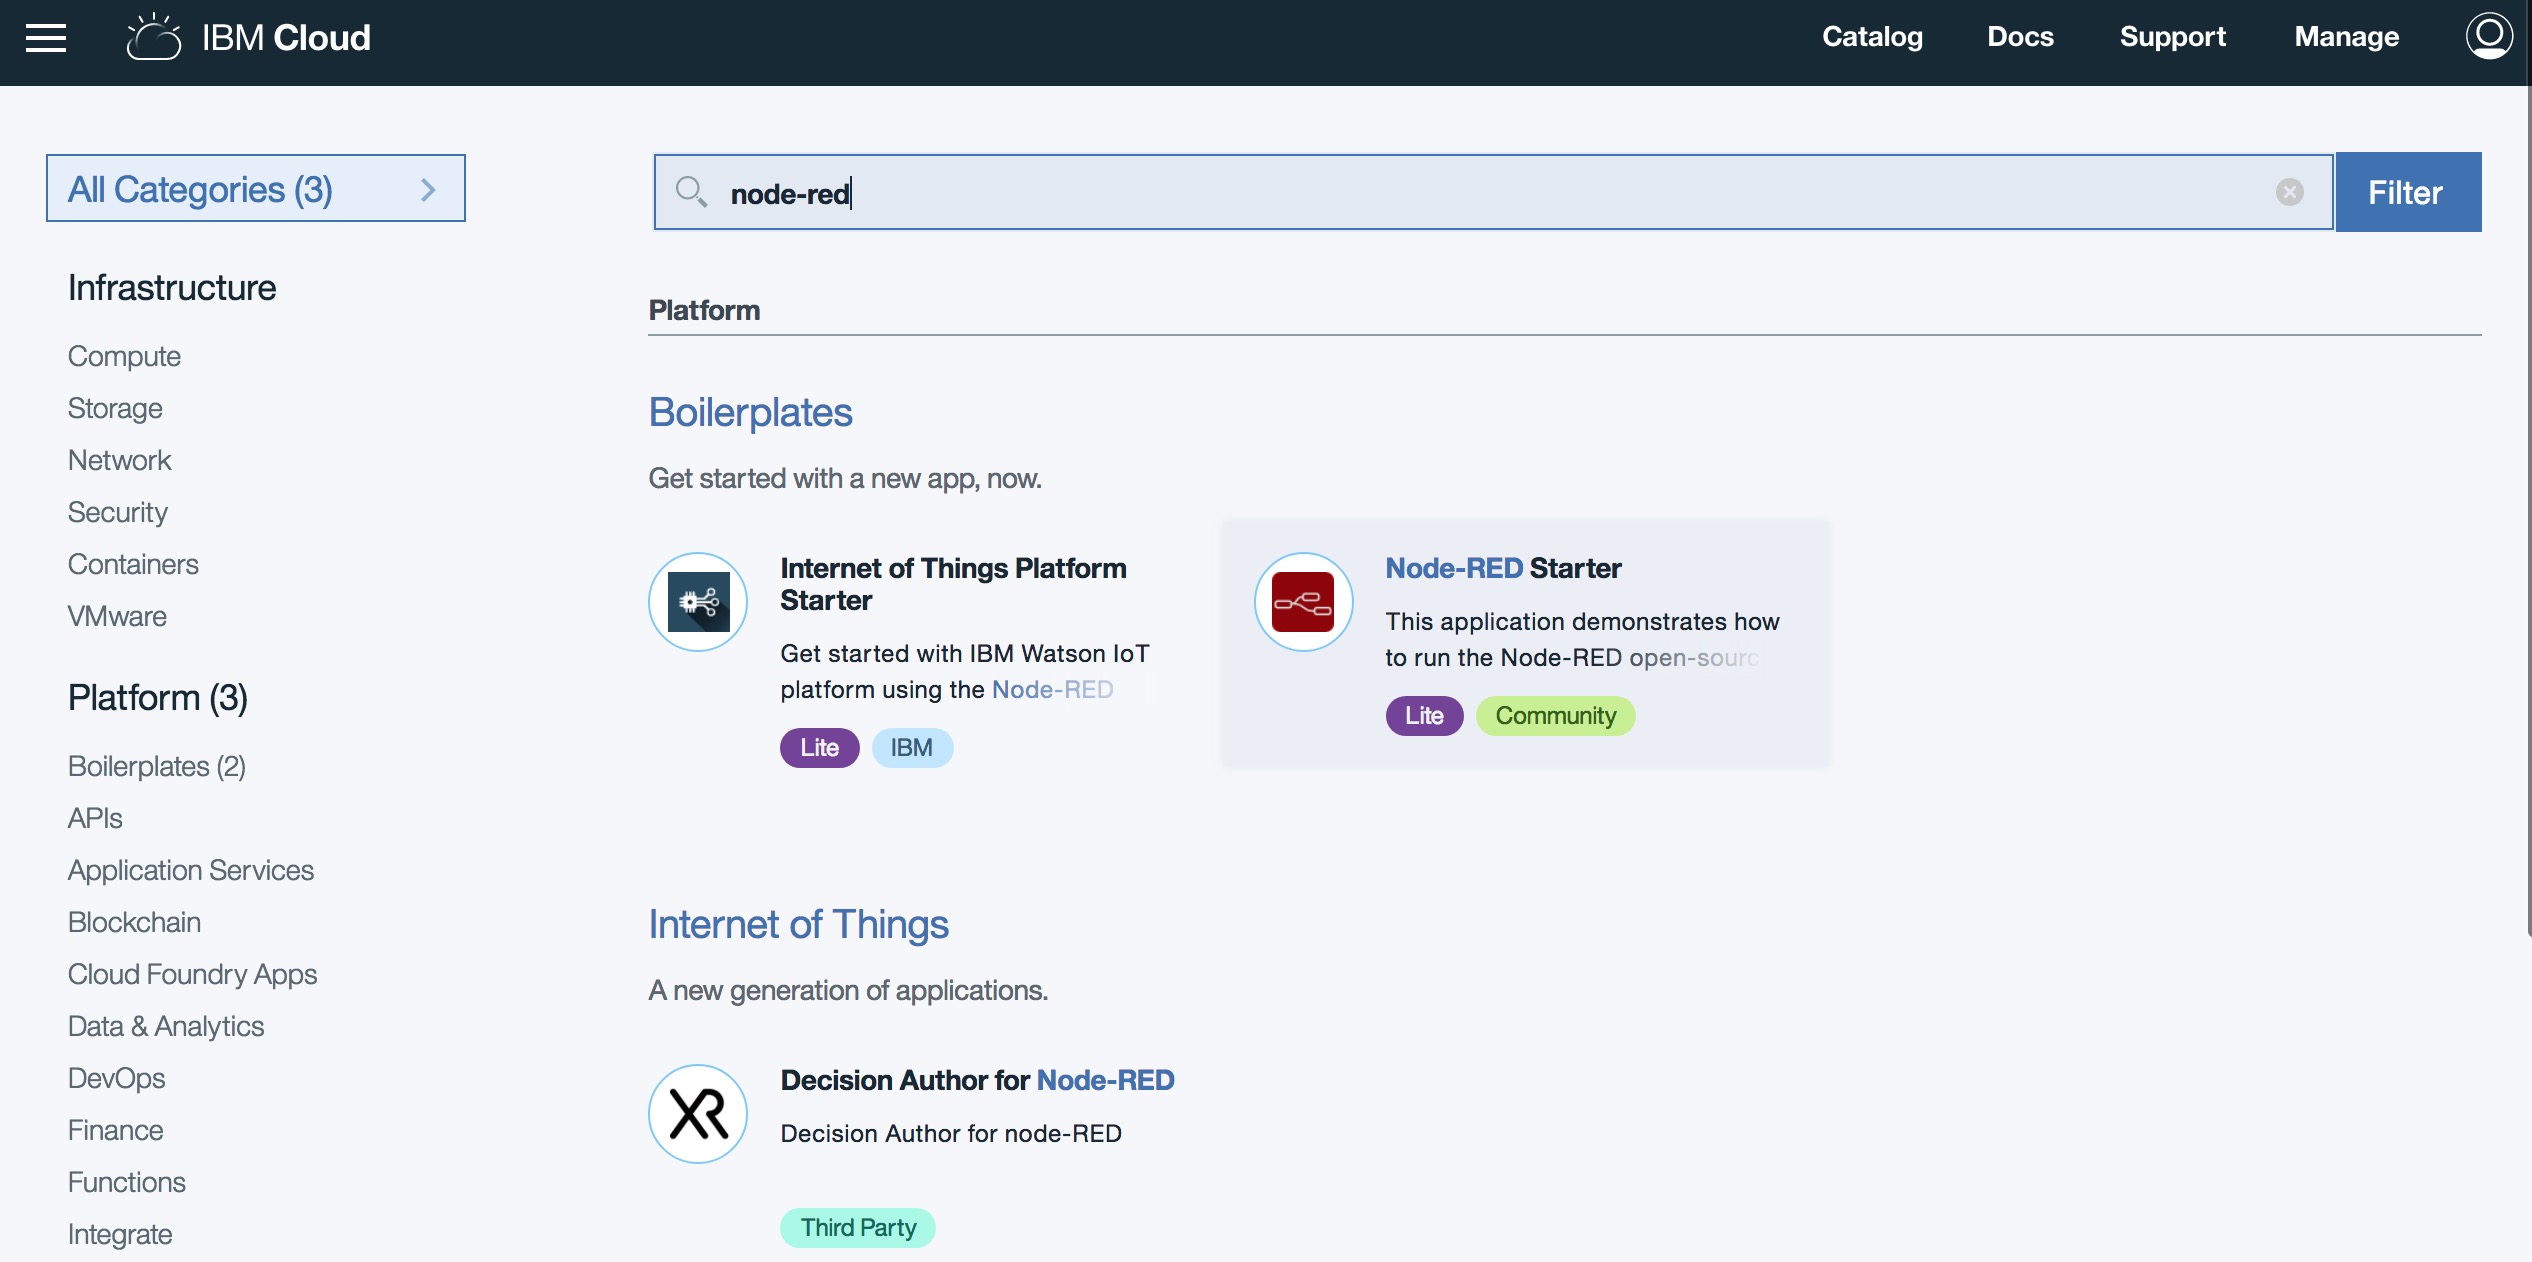 IBM Cloud
Catalog
Docs
Support
Manage
All Categories (3)
Infrastructure
Compute
Storage
Network
Security
Containers
VMware
Platform (3)
Boilerplates (2)
APIs
Application Services
Blockchain
Cloud Foundry Apps
Data & Analytics
DevOps
Finance
Functions
Integrate
node-red
Filter
Platform
Boilerplates
Get started with a new app, now.
Internet of Things Platform
Starter
Get started with IBM Watson IoT
platform using the Node-RED
Lite
IBM
Node-RED Starter
This application demonstrates how
to run the Node-RED open-sourc
Lite
Community
Internet of Things
A new generation of applications.
XR
Decision Author for Node-RED
Decision Author for node-RED
Third Party